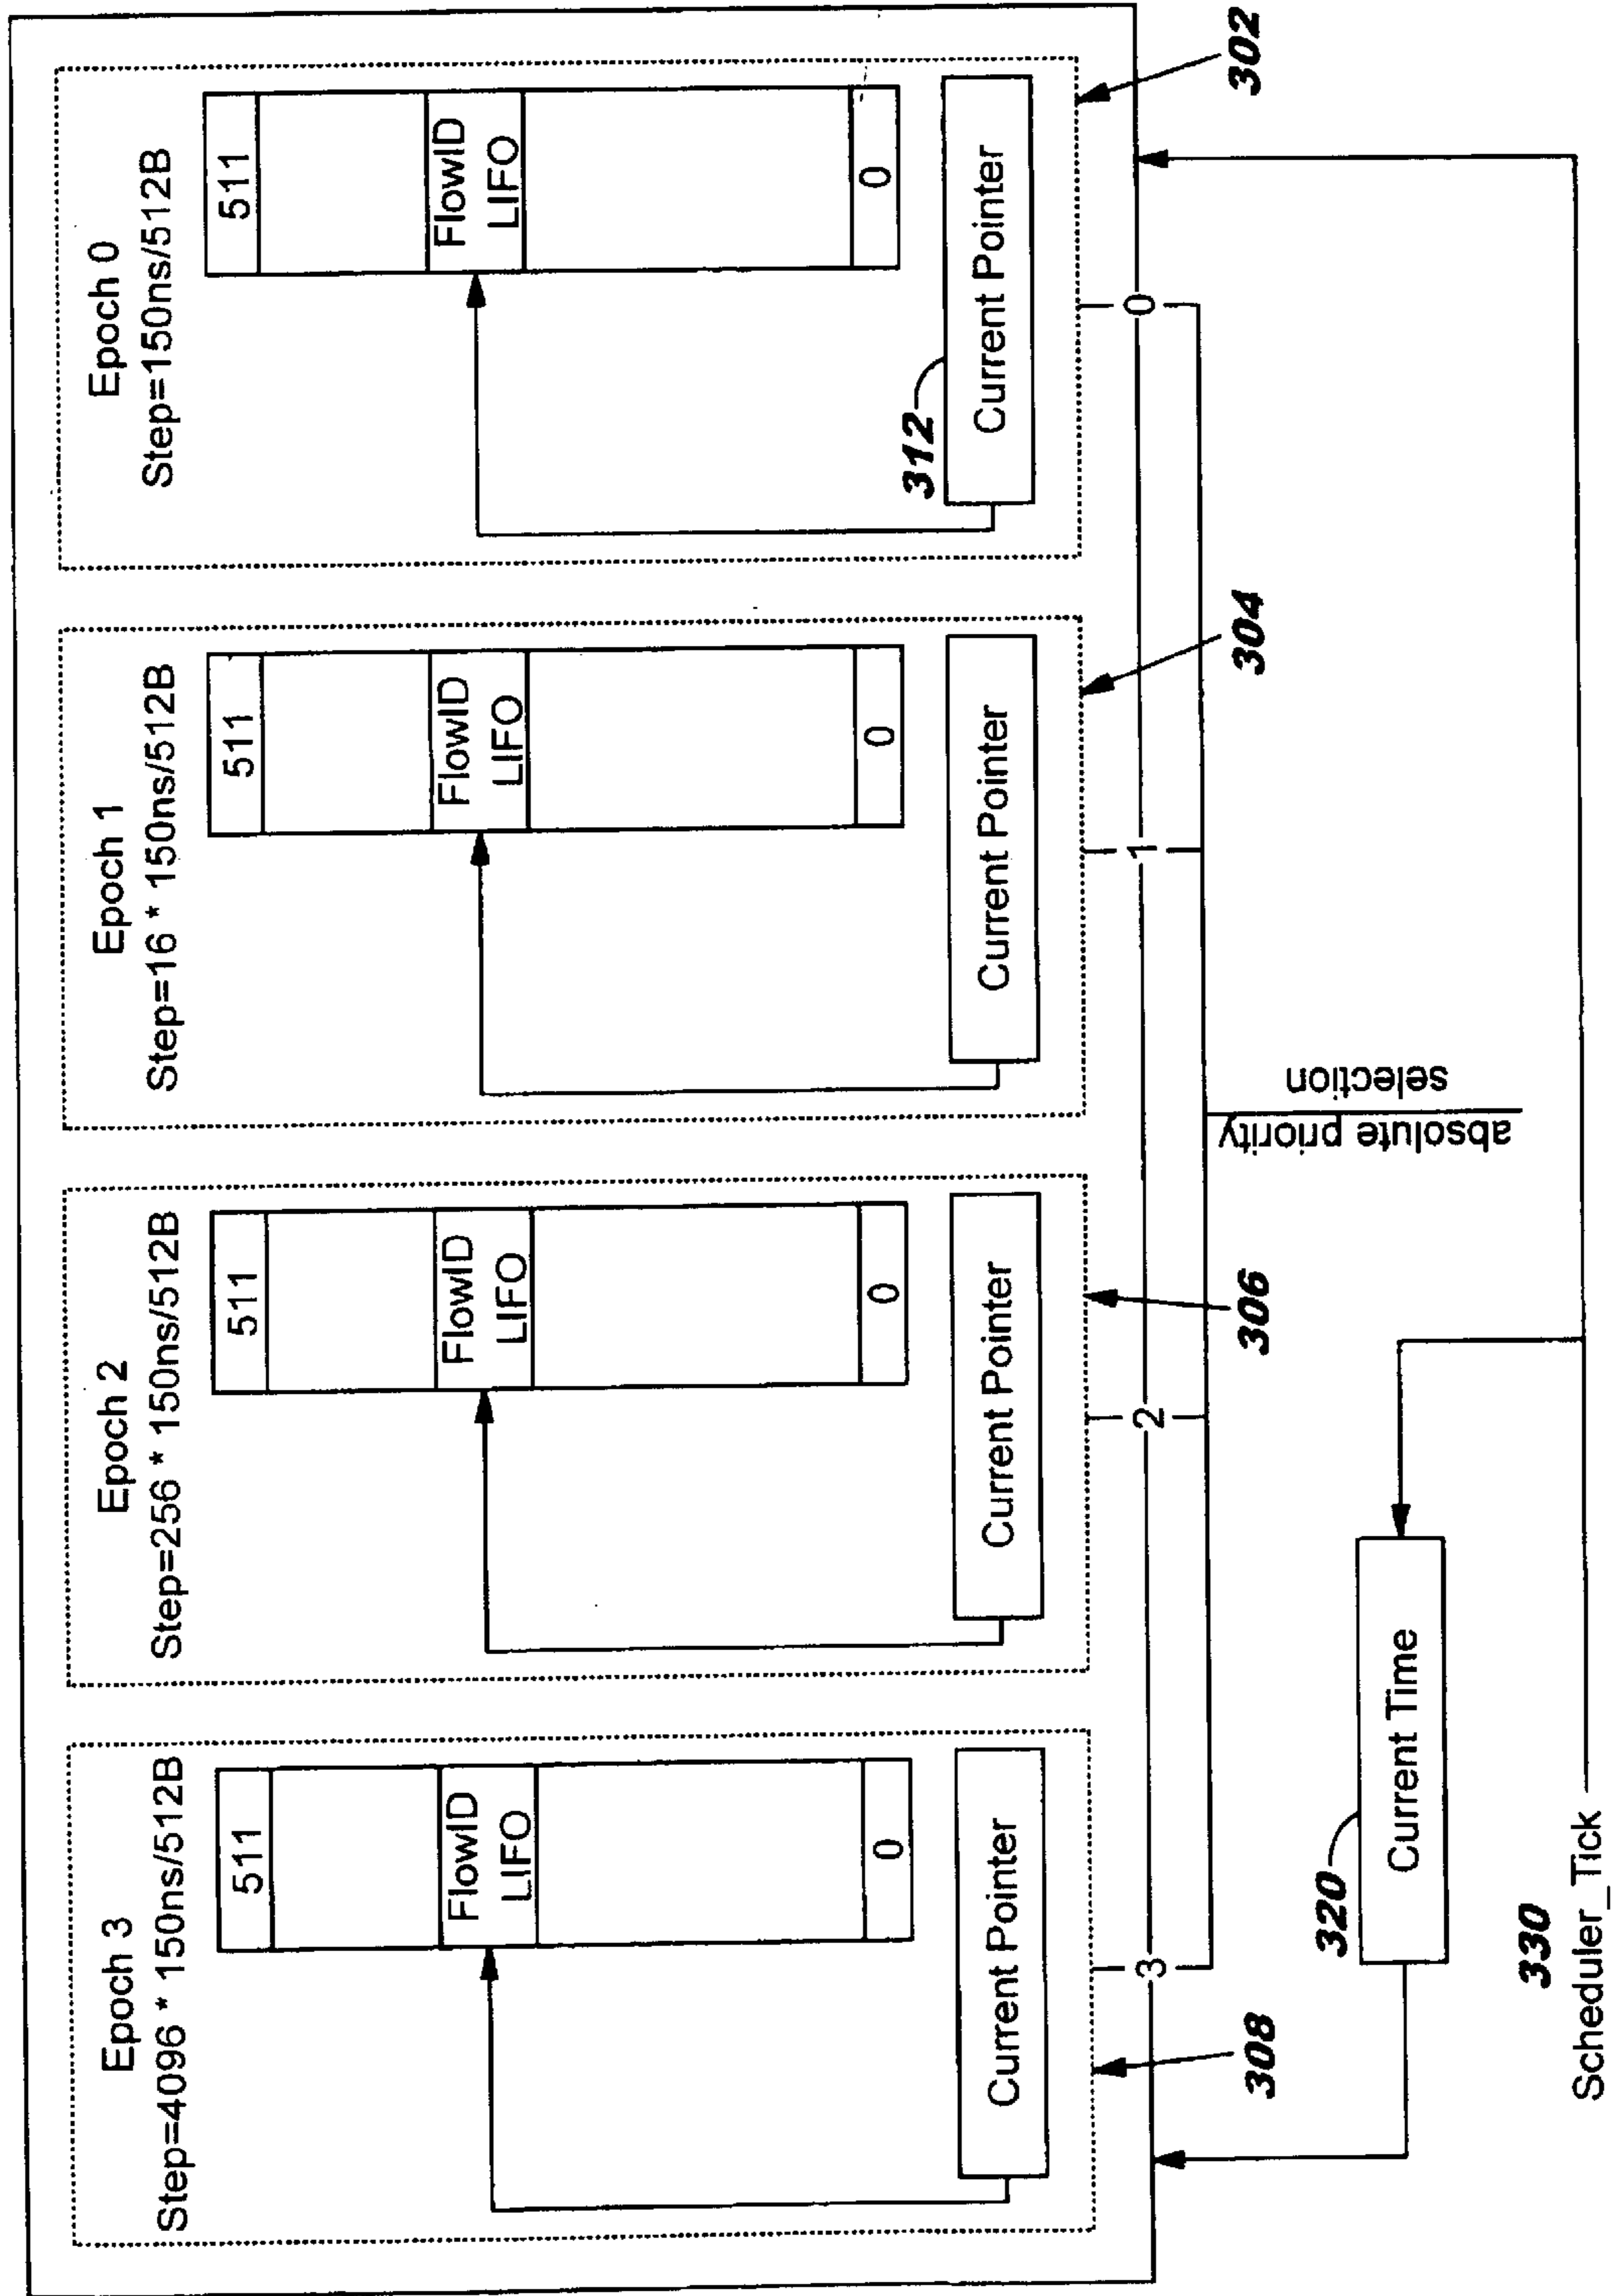 Epoch 3
Step=4096 * 150ns/512B
511
FlowID
LIFO
0
Current Pointer
308
Epoch 2
Step=256 * 150ns/512B
511
FlowID
LIFO
0
Current Pointer
306
Epoch 1
Step=16 * 150ns/512B
511
FlowID
LIFO
0
Current Pointer
304
Epoch 0
Step=150ns/512B
511
FlowID
LIFO
0
312
Current Pointer
302
3
2
1
0
absolute priority
selection
320
Current Time
330
Scheduler_Tick